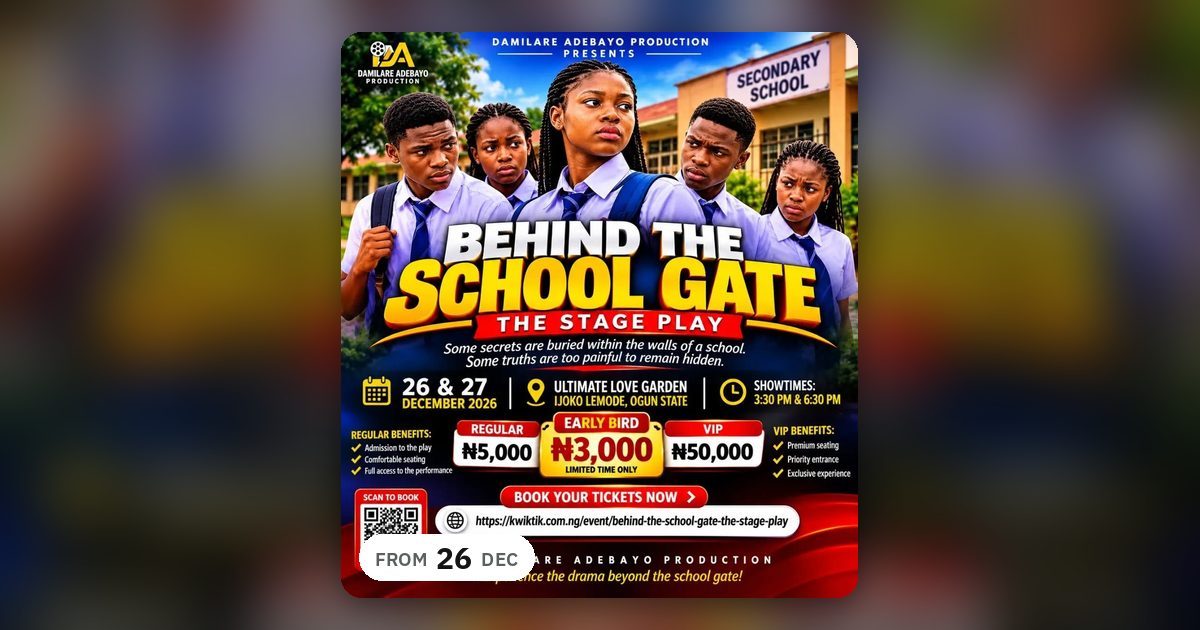 DAMILARE ADEBAYO PRODUCTION
PRESENTS
DA
DAMILARE ADEBAYO
PRODUCTION
SECONDARY
SCHOOL
BEHIND THE
SCHOOL GATE
THE STAGE PLAY
Some secrets are buried within the walls of a school.
Some truths are too painful to remain hidden.
26 & 27
DECEMBER 2026
ULTIMATE LOVE GARDEN
IJOKO LEMODE, OGUN STATE
SHOWTIMES:
3:30 PM & 6:30 PM
REGULAR BENEFITS:
Admission to the play
Comfortable seating
Full access to the performance
REGULAR
₦5,000
EARLY BIRD
₦3,000
LIMITED TIME ONLY
VIP
₦50,000
VIP BENEFITS:
Premium seating
Priority entrance
Exclusive experience
SCAN TO BOOK
BOOK YOUR TICKETS NOW
https://kwiktik.com.ng/event/behind-the-school-gate-the-stage-play
FROM 26 DEC
ADEBAYO PRODUCTION
the drama beyond the school gate!